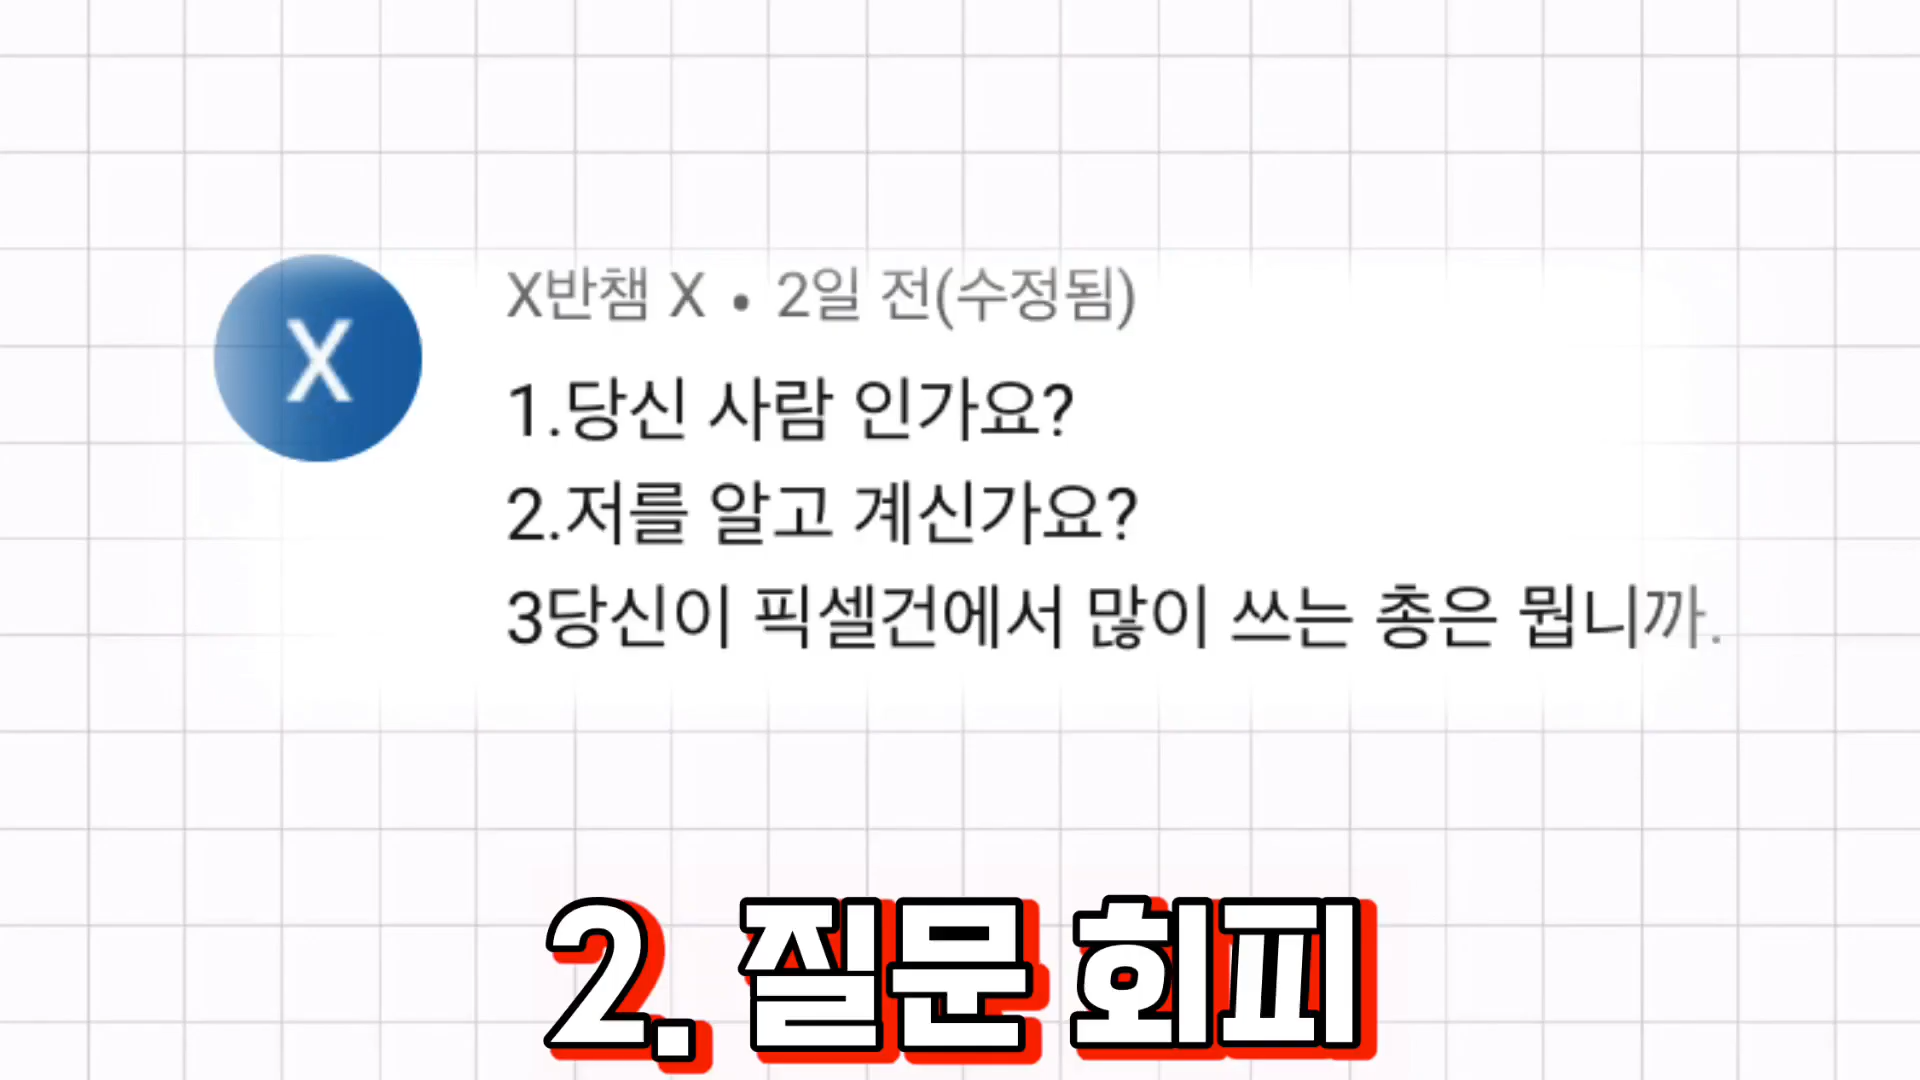 X
X반챔 X • 2일 전(수정됨)
1.당신 사람 인가요?
2.저를 알고 계신가요?
3당신이 픽셀건에서 많이 쓰는 총은 뭡니까.
2. 질문 회피